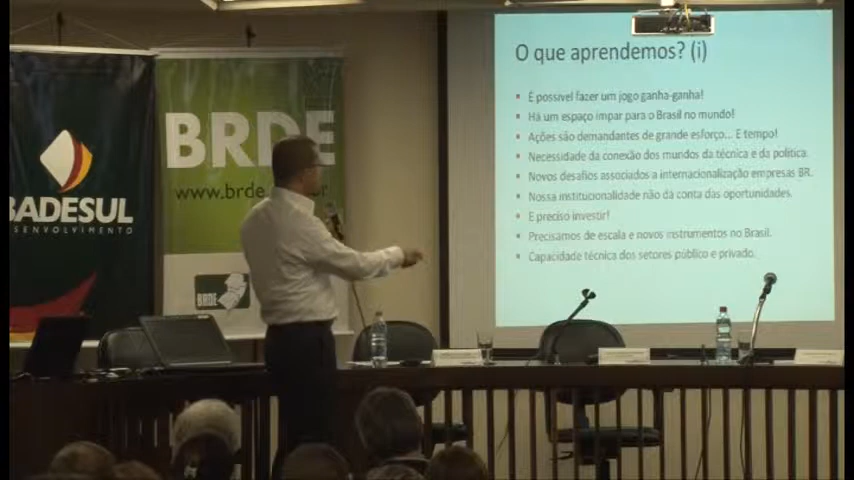 O que aprendemos? (i)
É possível fazer um jogo ganha-ganha!
Há um espaço impar para o Brasil no mundo!
Ações são demandantes de grande esforço... E tempo!
Necessidade da conexão dos mundos da técnica e da política.
Novos desafios associados a internacionalização empresas BR.
Nossa institucionalidade não da conta das oportunidades.
E preciso investir!
Precisamos de escala e novos instrumentos no Brasil.
Capacidade técnica dos setores público e privado.
BADESUL
ESENVOLVIMENTO
BRDE
www.brde
BRDE